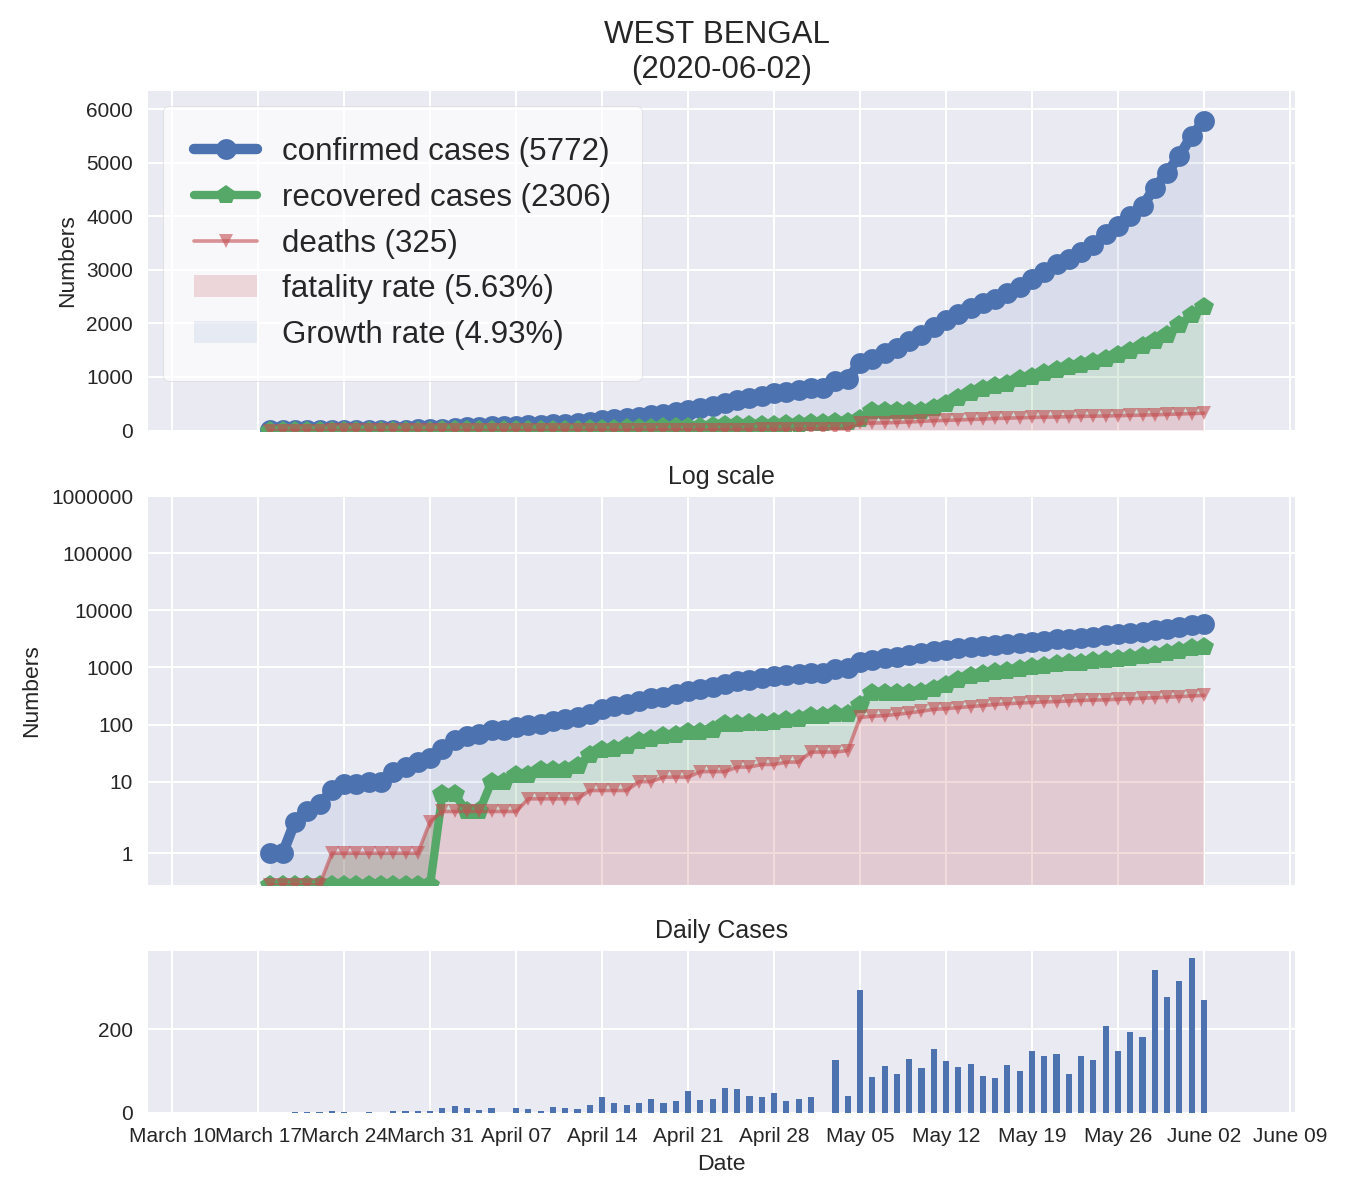 WEST BENGAL
(2020-06-02)
6000
5000
4000
3000
2000
1000
0
Numbers
confirmed cases (5772)
recovered cases (2306)
deaths (325)
fatality rate (5.63%)
Growth rate (4.93%)
Log scale
1000000
100000
10000
1000
100
10
1
Numbers
Daily Cases
200
0
March 10 March 17 March 24 March 31 April 07 April 14 April 21 April 28 May 05 May 12 May 19 May 26 June 02 June 09
Date